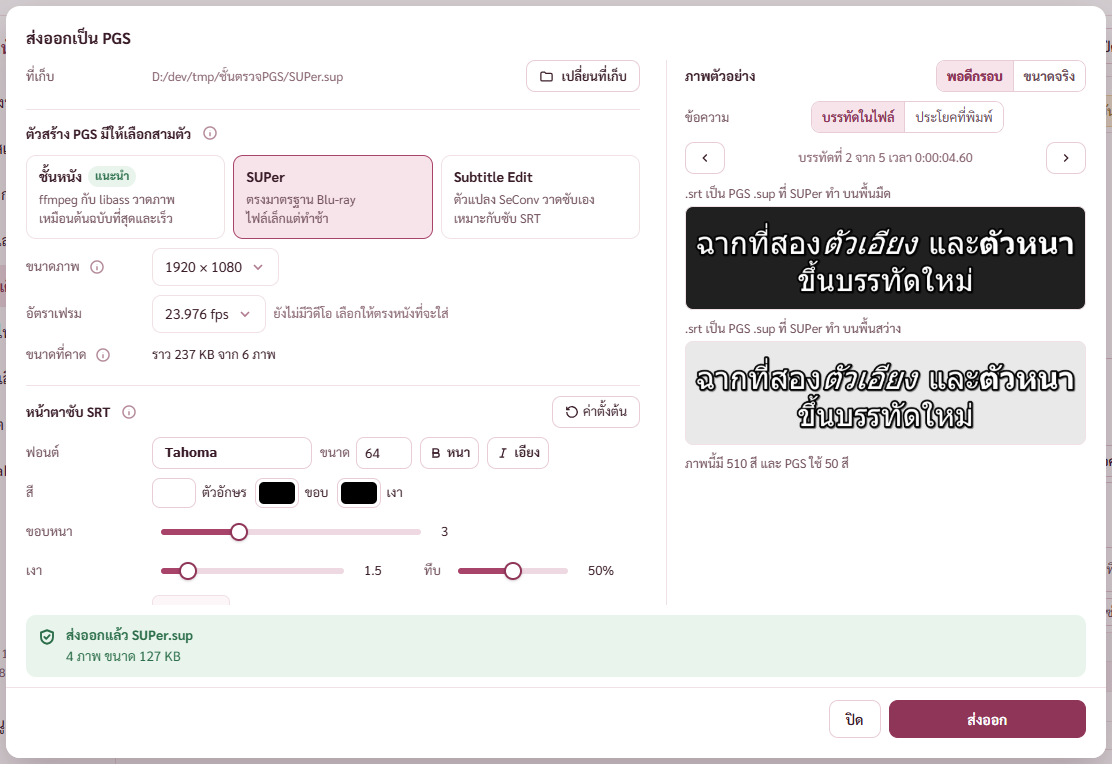 ส่งออกเป็น PGS
ที่เก็บ
D:/dev/tmp/ชั้นตรวจPGS/SUPer.sup
เปลี่ยนที่เก็บ
ตัวสร้าง PGS มีให้เลือกสามตัว
ชั้นหนัง แนะนำ
ffmpeg กับ libass วาดภาพ
เหมือนต้นฉบับที่สุดและเร็ว
SUPer
ตรงมาตรฐาน Blu-ray
ไฟล์เล็กแต่ทำช้า
Subtitle Edit
ตัวแปลง SeConv วาดซับเอง
เหมาะกับซับ SRT
ขนาดภาพ
1920 × 1080
อัตราเฟรม
23.976 fps
ยังไม่มีวิดีโอ เลือกให้ตรงหนังที่จะใส่
ขนาดที่คาด
ราว 237 KB จาก 6 ภาพ
หน้าตาซับ SRT
ค่าตั้งต้น
ฟอนต์
Tahoma
ขนาด
64
B หนา
I เอียง
สี
ตัวอักษร
ขอบ
เงา
ขอบหนา
3
เงา
1.5
ทึบ
50%
ภาพตัวอย่าง
พอดีกรอบ
ขนาดจริง
ข้อความ
บรรทัดในไฟล์
ประโยคที่พิมพ์
บรรทัดที่ 2 จาก 5 เวลา 0:00:04.60
.srt เป็น PGS .sup ที่ SUPer ทำ บนพื้นมืด
ฉากที่สองตัวเอียง และตัวหนา
ขึ้นบรรทัดใหม่
.srt เป็น PGS .sup ที่ SUPer ทำ บนพื้นสว่าง
ฉากที่สองตัวเอียง และตัวหนา
ขึ้นบรรทัดใหม่
ภาพนี้มี 510 สี และ PGS ใช้ 50 สี
ส่งออกแล้ว SUPer.sup
4 ภาพ ขนาด 127 KB
ปิด
ส่งออก